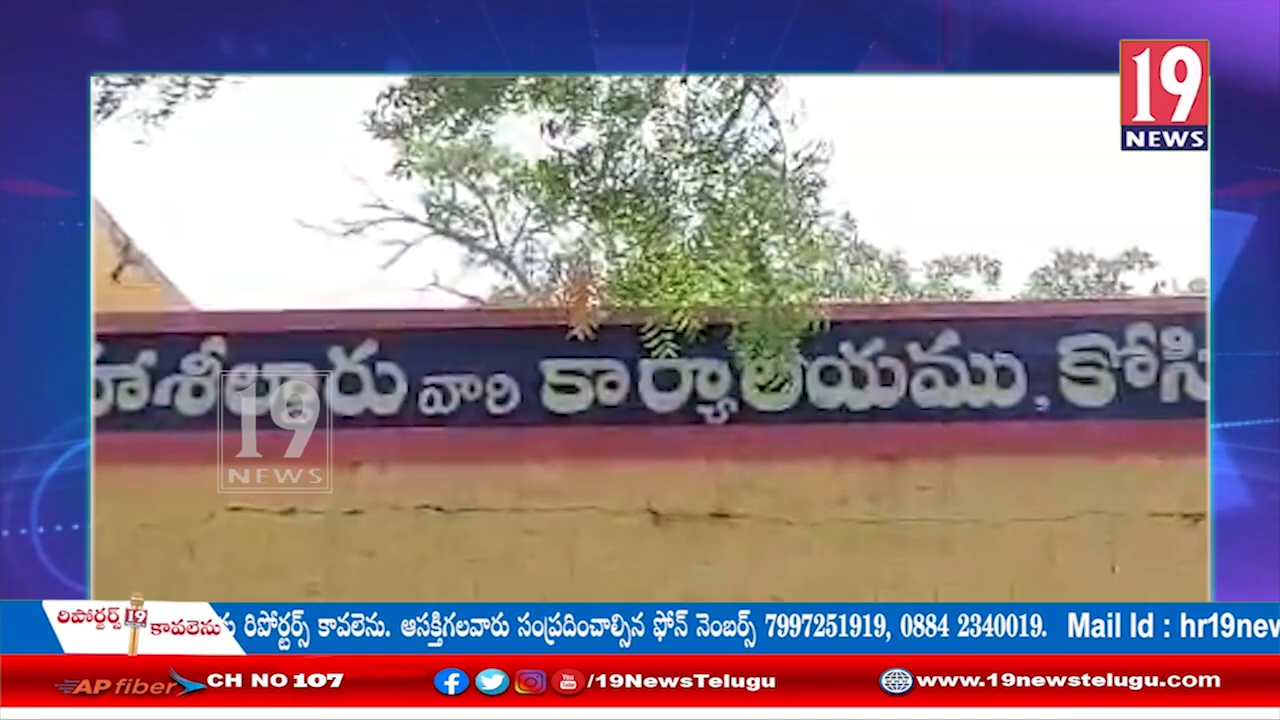 19
NEWS
హాశీల్దారు వారి కార్యాలయము, కోసి
19
NEWS
రిపోర్టర్స్ 19 కావలెను
రిపోర్టర్స్ కావలెను. ఆసక్తిగలవారు సంప్రదించాల్సిన ఫోన్ నెంబర్స్ 7997251919, 0884 2340019. Mail Id : hr19new
AP fiber CH NO 107 /19NewsTelugu www.19newstelugu.com